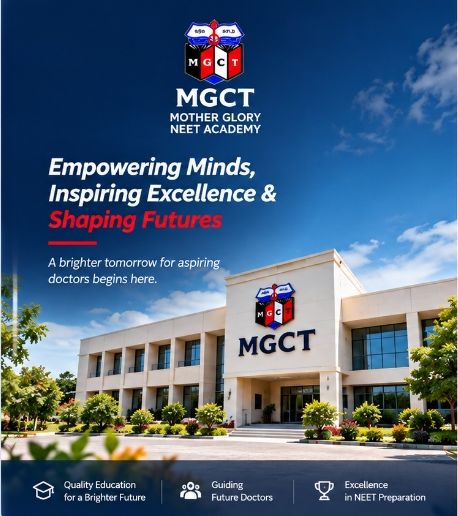 M G C T
MGCT
MOTHER GLORY
NEET ACADEMY
Empowering Minds,
Inspiring Excellence &
Shaping Futures
A brighter tomorrow for aspiring
doctors begins here.
M G C T
MGCT
Quality Education
for a Brighter Future
Guiding
Future Doctors
Excellence
in NEET Preparation